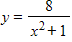 y = 8/(x² + 1)